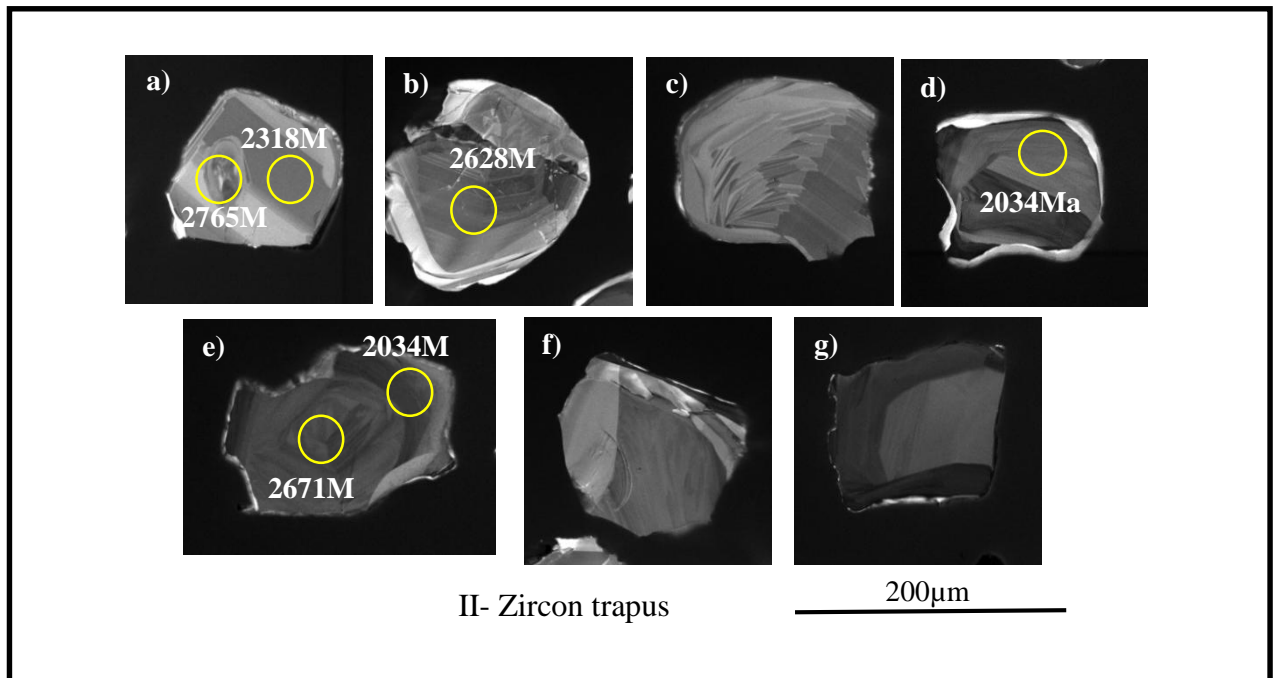 a)
2318M
2765M
b)
2628M
c)
d)
2034Ma
e)
2034M
2671M
f)
g)
II- Zircon trapus
200µm